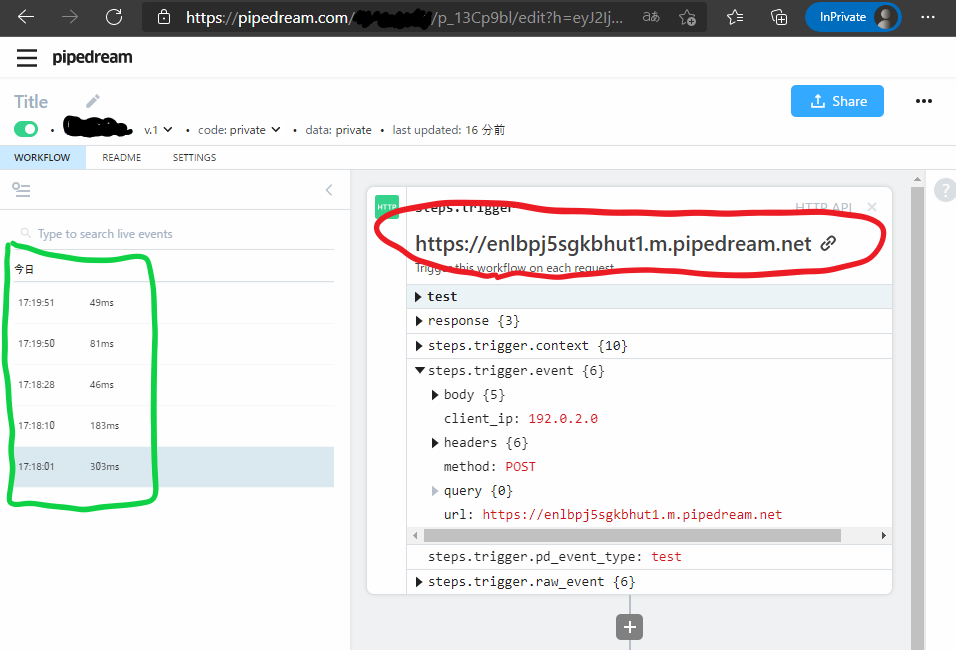 https://pipedream.com/ /p_13Cp9bl/edit?h=eyJ2Ij... ああ InPrivate
pipedream
Title
Share
v.1 • code: private • data: private • last updated: 16 分前
WORKFLOW README SETTINGS
Type to search live events
今日
17:19:51 49ms
17:19:50 81ms
17:18:28 46ms
17:18:10 183ms
17:18:01 303ms
HTTP steps.trigger HTTP API
https://enlbpj5sgkbhut1.m.pipedream.net
Trigger this workflow on each request
test
response {3}
steps.trigger.context {10}
steps.trigger.event {6}
body {5}
client_ip: 192.0.2.0
headers {6}
method: POST
query {0}
url: https://enlbpj5sgkbhut1.m.pipedream.net
steps.trigger.pd_event_type: test
steps.trigger.raw_event {6}